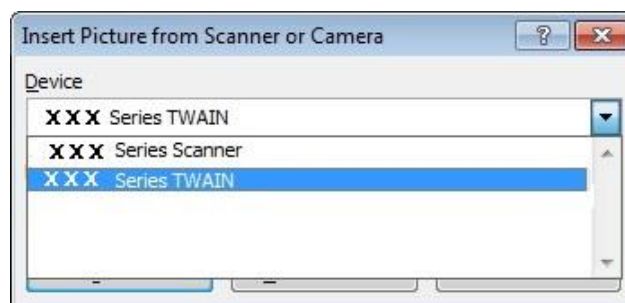 Insert Picture from Scanner or Camera
Device
XXX Series TWAIN
XXX Series Scanner
XXX Series TWAIN